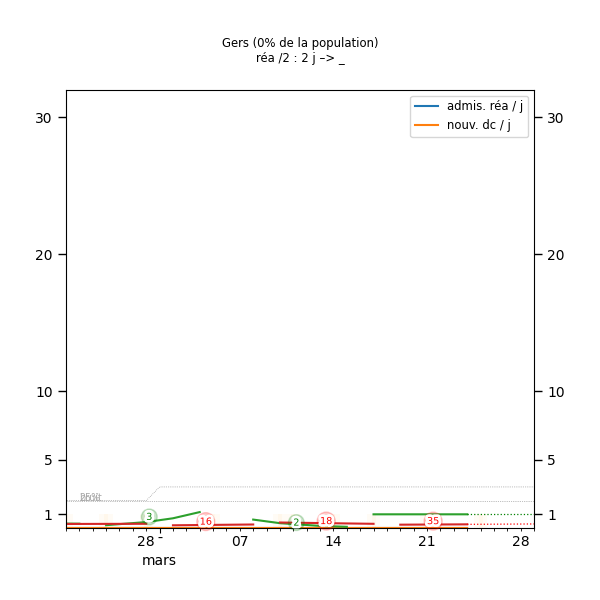 Gers (0% de la population)
réa /2 : 2 j –> _
admis. réa / j
nouv. dc / j
30 30
20 20
10 10
5 5
1 1
3 16 2 18 35
28 07 14 21 28
mars